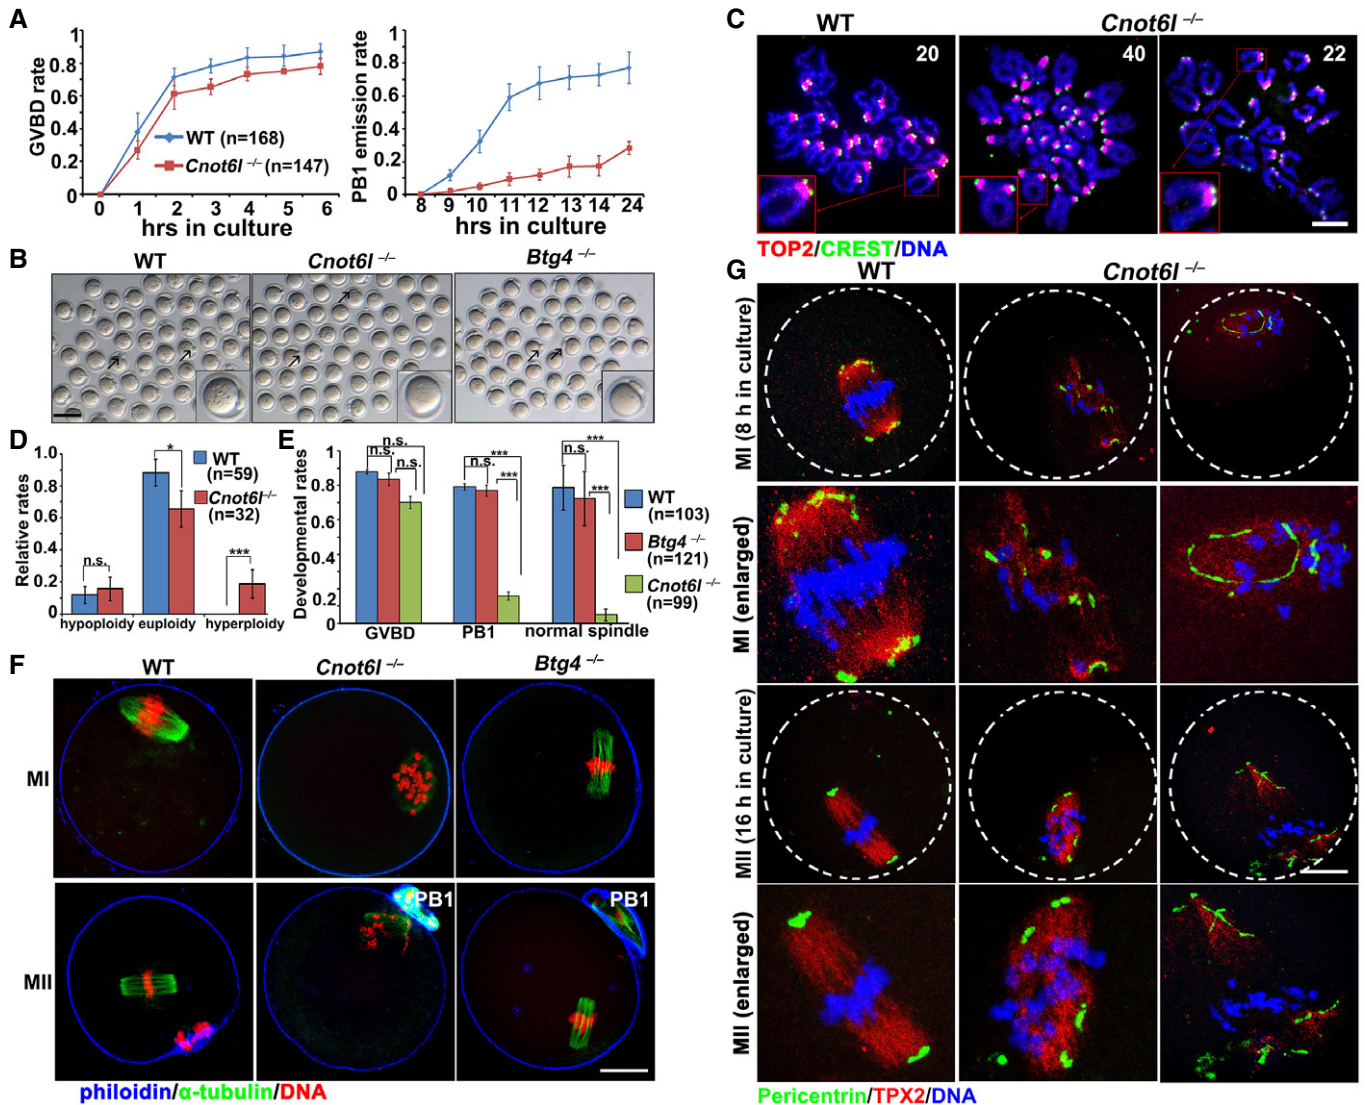 A
GVBD rate
1
0.8
0.6
0.4
0.2
0
WT (n=168)
Cnot6l –/– (n=147)
0 1 2 3 4 5 6
hrs in culture
PB1 emission rate
1
0.8
0.6
0.4
0.2
0
8 9 10 11 12 13 14 24
hrs in culture
B
WT Cnot6l –/– Btg4 –/–
C
WT Cnot6l –/–
20 40 22
TOP2/CREST/DNA
D
Relative rates
1.0
0.8
0.6
0.4
0.2
0
n.s. * ***
WT
(n=59)
Cnot6l–/–
(n=32)
hypoploidy euploidy hyperploidy
E
Developmental rates
1
0.8
0.6
0.4
0.2
0
n.s.
n.s. n.s.
***
n.s. ***
***
n.s. ***
WT
(n=103)
Btg4 –/–
(n=121)
Cnot6l –/–
(n=99)
GVBD PB1 normal spindle
F
WT Cnot6l –/– Btg4 –/–
MI
MII
PB1 PB1
philoidin/α-tubulin/DNA
G
WT Cnot6l –/–
MI (8 h in culture)
MI (enlarged)
MII (16 h in culture)
MII (enlarged)
Pericentrin/TPX2/DNA